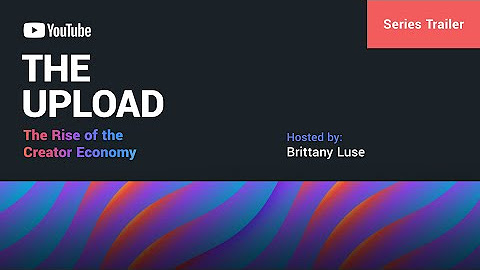 YouTube
Series Trailer
THE
UPLOAD
The Rise of the
Creator Economy
Hosted by:
Brittany Luse